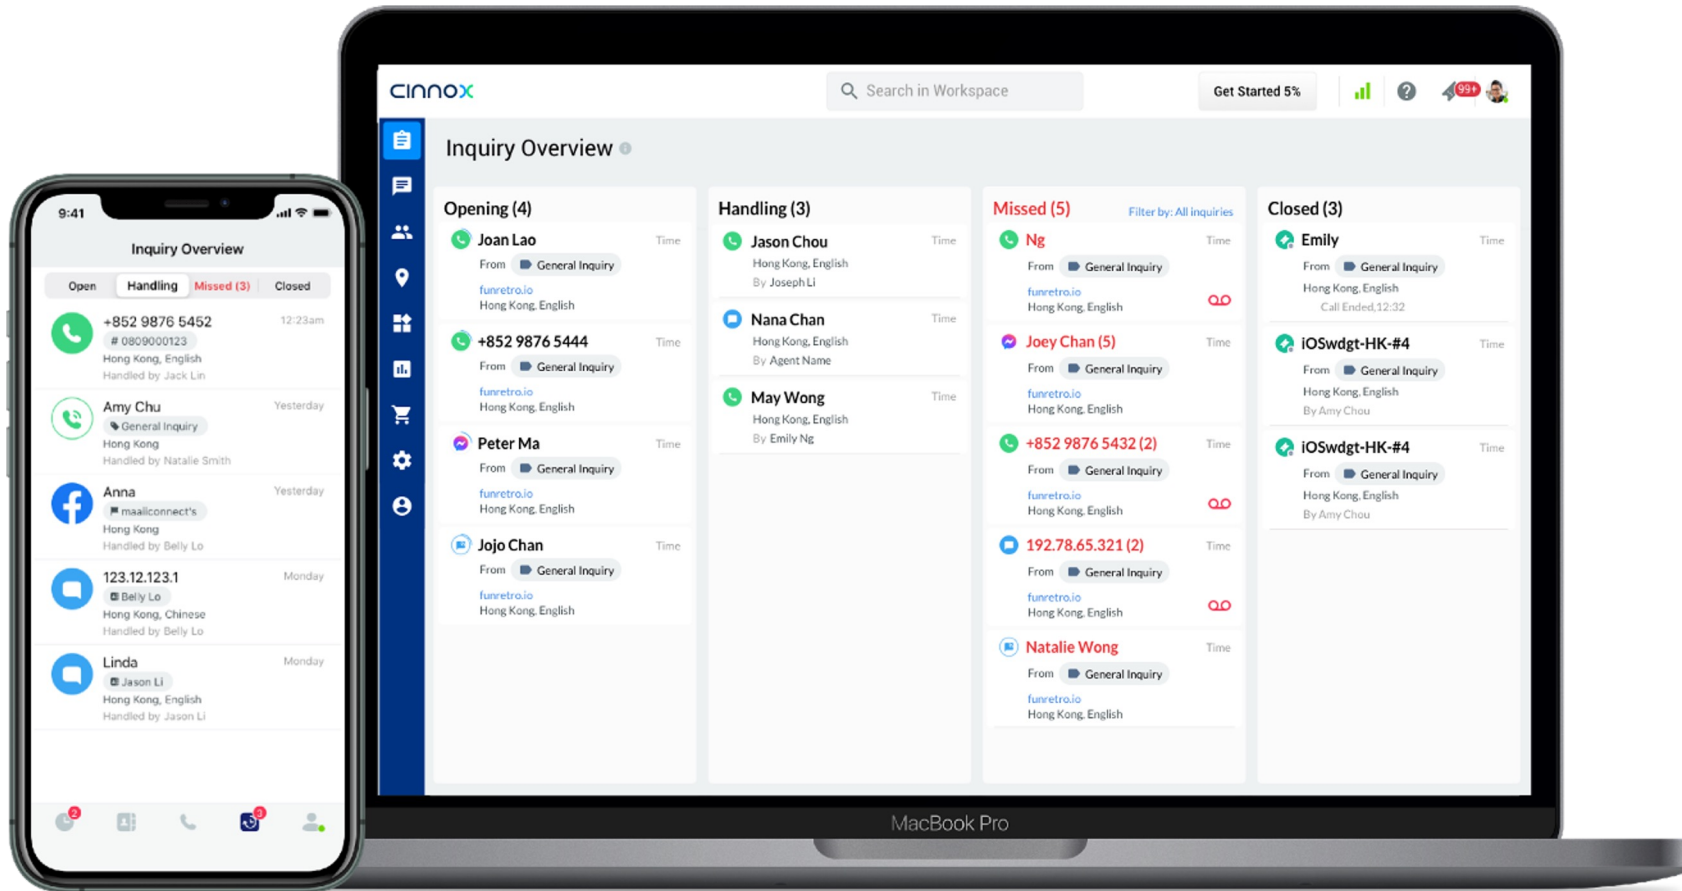 9:41
Inquiry Overview
Open Handling Missed (3) Closed
+852 9876 5452 12:23am
# 0809000123
Hong Kong, English
Handled by Jack Lin
Amy Chu Yesterday
General Inquiry
Hong Kong
Handled by Natalie Smith
Anna Yesterday
maaiiconnect's
Hong Kong
Handled by Belly Lo
123.12.123.1 Monday
Belly Lo
Hong Kong, Chinese
Handled by Belly Lo
Linda Monday
Jason Li
Hong Kong, English
Handled by Jason Li
2
3
CINNOX
Search in Workspace
Get Started 5%
?
99+
Inquiry Overview
Opening (4)
Joan Lao Time
From General Inquiry
funretro.io
Hong Kong, English
+852 9876 5444 Time
From General Inquiry
funretro.io
Hong Kong, English
Peter Ma Time
From General Inquiry
funretro.io
Hong Kong, English
Jojo Chan Time
From General Inquiry
funretro.io
Hong Kong, English
Handling (3)
Jason Chou Time
Hong Kong, English
By Joseph Li
Nana Chan Time
Hong Kong, English
By Agent Name
May Wong Time
Hong Kong, English
By Emily Ng
Missed (5) Filter by: All inquiries
Ng Time
From General Inquiry
funretro.io
Hong Kong, English
Joey Chan (5) Time
From General Inquiry
funretro.io
Hong Kong, English
+852 9876 5432 (2) Time
From General Inquiry
funretro.io
Hong Kong, English
192.78.65.321 (2) Time
From General Inquiry
funretro.io
Hong Kong, English
Natalie Wong Time
From General Inquiry
funretro.io
Hong Kong, English
Closed (3)
Emily Time
From General Inquiry
Hong Kong, English
Call Ended,12:32
iOSwdgt-HK-#4 Time
From General Inquiry
Hong Kong, English
By Amy Chou
iOSwdgt-HK-#4 Time
From General Inquiry
Hong Kong, English
By Amy Chou
MacBook Pro